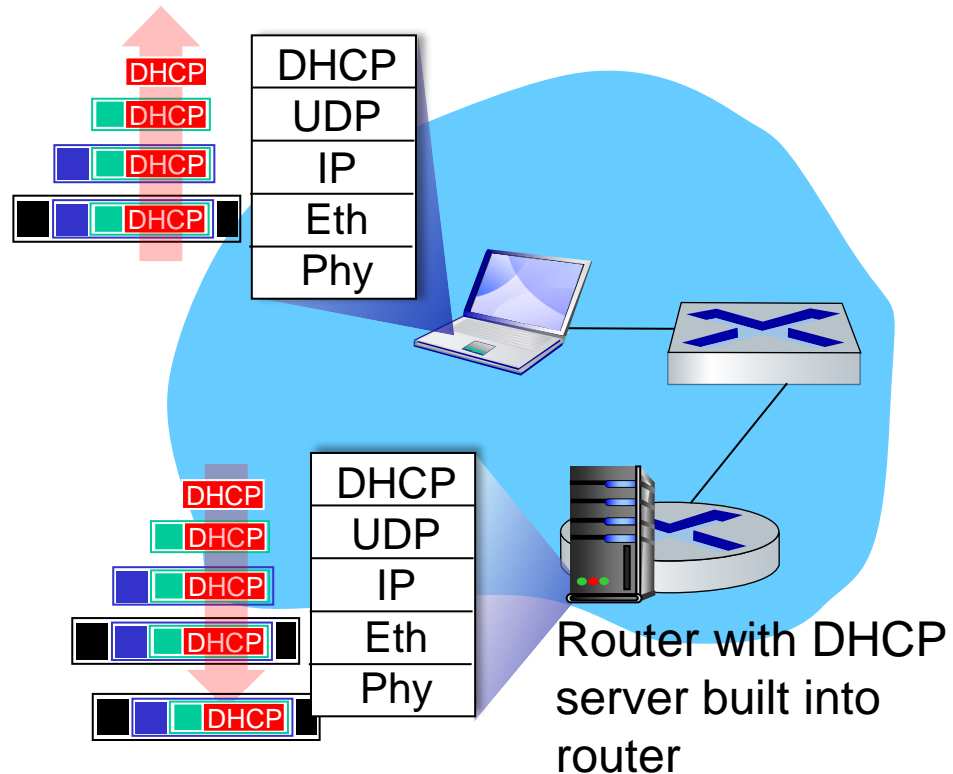 DHCP
DHCP
DHCP
DHCP
DHCP
UDP
IP
Eth
Phy
DHCP
DHCP
DHCP
DHCP
DHCP
DHCP
UDP
IP
Eth
Phy
Router with DHCP
server built into
router